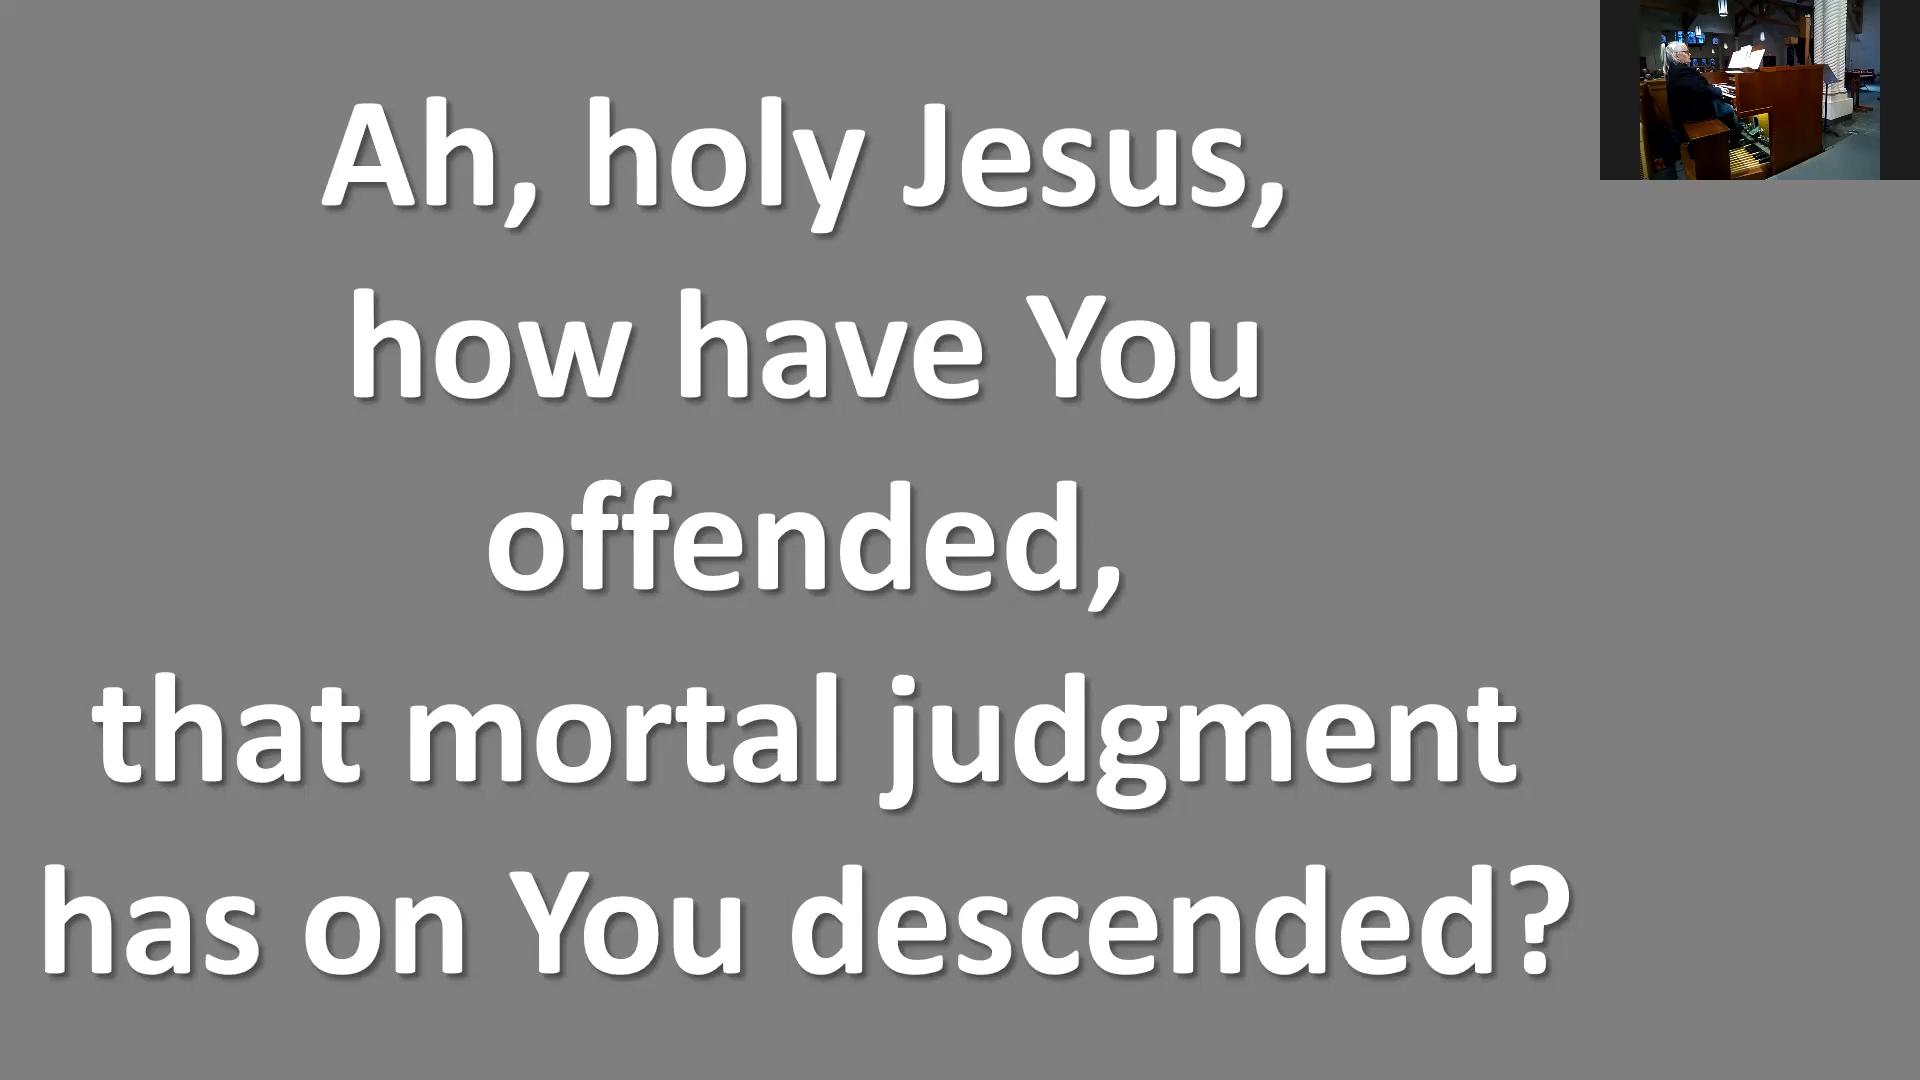 Ah, holy Jesus,
how have You
offended,
that mortal judgment
has on You descended?